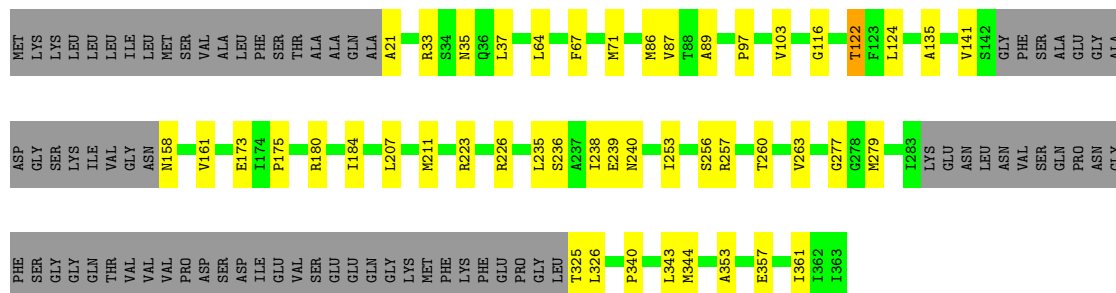 MET LYS LYS LEU LEU LEU ILE LEU MET SER VAL ALA LEU PHE SER THR ALA ALA GLN ALA A21 R33 S34 N35 Q36 L37 L64 F67 M71 M86 V87 T88 A89 P97 V103 G116 T122 F123 L124 A135 V141 S142 GLY PHE SER ALA GLU GLY ALA
ASP GLY SER LYS ILE VAL GLY ASN N158 V161 E173 I174 P175 R180 I184 L207 M211 R223 R226 L235 S236 A237 I238 E239 N240 I253 S256 R257 T260 V263 G277 G278 M279 I283 LYS GLU ASN LEU ASN VAL SER GLN PRO ASN GLY
PHE SER GLY GLY GLN THR VAL VAL VAL PRO ASP SER ASP ILE GLU VAL SER GLU GLU GLN GLY LYS MET PHE LYS PHE GLU PRO GLY LEU T325 L326 P340 L343 M344 A353 E357 I361 I362 I363